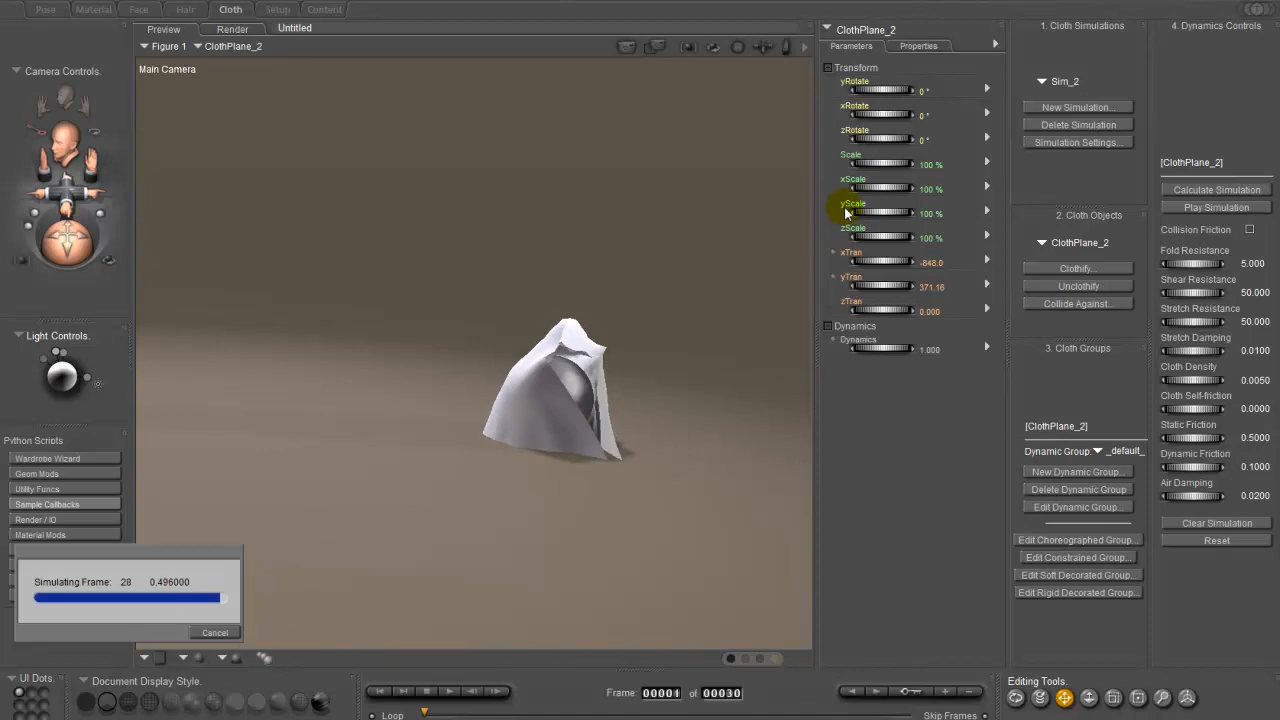 Pose Material Face Hair Cloth Setup Content
Preview Render Untitled
Figure 1 ClothPlane_2
Main Camera
Camera Controls.
Light Controls.
Python Scripts
Wardrobe Wizard
Geom Mods
Utility Funcs
Sample Callbacks
Render / IO
Material Mods
Simulating Frame: 28 0.496000
Cancel
UI Dots.
Document Display Style.
Loop
Frame: 00001 of 00030
Skip Frames
ClothPlane_2
Parameters Properties
Transform
yRotate
0 °
xRotate
0 °
zRotate
0 °
Scale
100 %
xScale
100 %
yScale
100 %
zScale
100 %
xTran
-848.0
yTran
371.16
zTran
0.000
Dynamics
Dynamics
1.000
1. Cloth Simulations
Sim_2
New Simulation...
Delete Simulation
Simulation Settings...
2. Cloth Objects
ClothPlane_2
Clothify...
Unclothify
Collide Against...
3. Cloth Groups
[ClothPlane_2]
Dynamic Group: _default_
New Dynamic Group...
Delete Dynamic Group
Edit Dynamic Group...
Edit Choreographed Group...
Edit Constrained Group...
Edit Soft Decorated Group...
Edit Rigid Decorated Group...
4. Dynamics Controls
[ClothPlane_2]
Calculate Simulation
Play Simulation
Collision Friction
Fold Resistance
5.000
Shear Resistance
50.000
Stretch Resistance
50.000
Stretch Damping
0.0100
Cloth Density
0.0050
Cloth Self-friction
0.0000
Static Friction
0.5000
Dynamic Friction
0.1000
Air Damping
0.0200
Clear Simulation
Reset
Editing Tools.